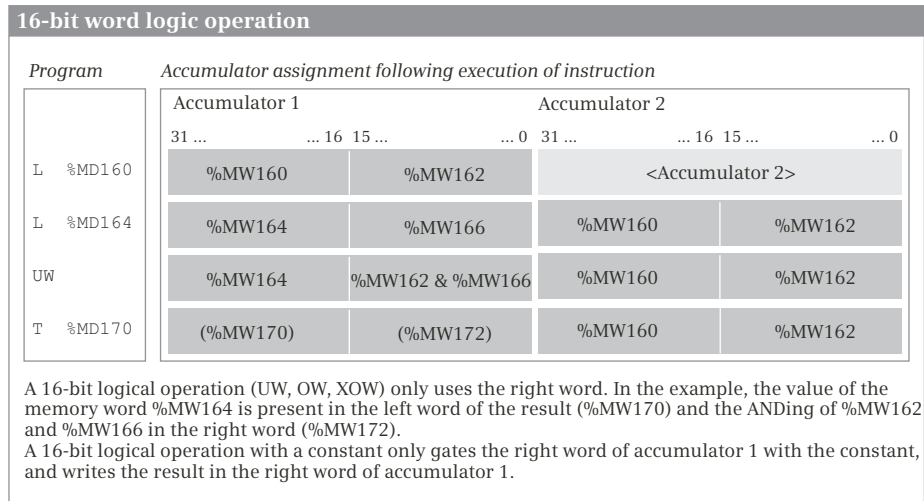 16-bit word logic operation
Program Accumulator assignment following execution of instruction
Accumulator 1 Accumulator 2
31 ... ... 16 15 ... ... 0 31 ... ... 16 15 ... ... 0
L %MD160 %MW160 %MW162 <Accumulator 2>
L %MD164 %MW164 %MW166 %MW160 %MW162
UW %MW164 %MW162 & %MW166 %MW160 %MW162
T %MD170 (%MW170) (%MW172) %MW160 %MW162
A 16-bit logical operation (UW, OW, XOW) only uses the right word. In the example, the value of the
memory word %MW164 is present in the left word of the result (%MW170) and the ANDing of %MW162
and %MW166 in the right word (%MW172).
A 16-bit logical operation with a constant only gates the right word of accumulator 1 with the constant,
and writes the result in the right word of accumulator 1.